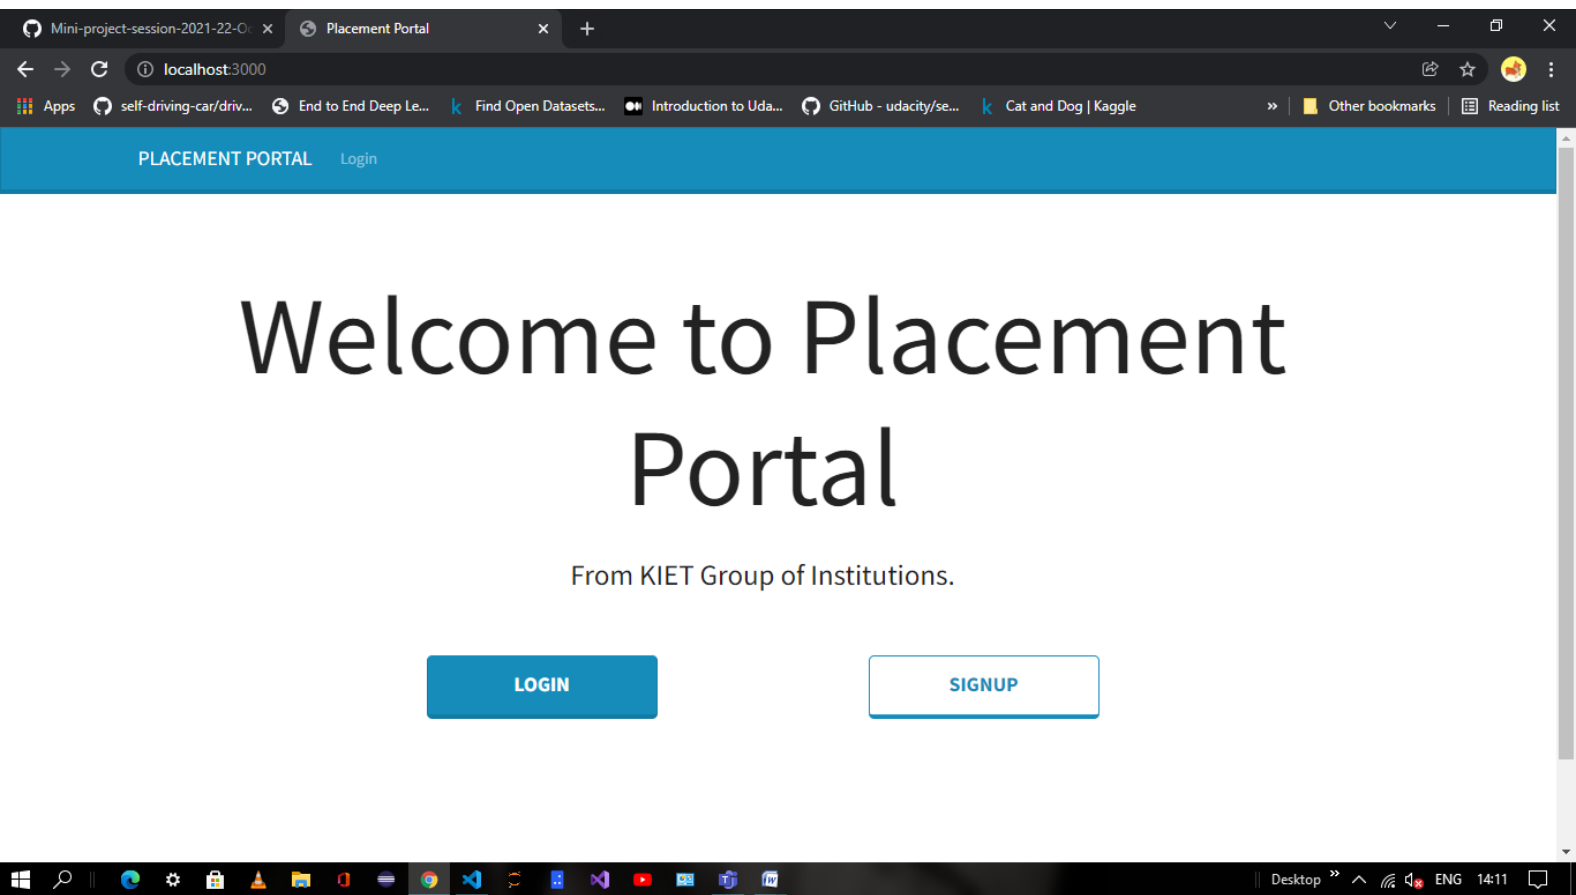 Mini-project-session-2021-22-Oc
Placement Portal
localhost:3000
Apps
self-driving-car/driv...
End to End Deep Le...
Find Open Datasets...
Introduction to Uda...
GitHub - udacity/se...
Cat and Dog | Kaggle
»
Other bookmarks
Reading list
PLACEMENT PORTAL
Login
Welcome to Placement
Portal
From KIET Group of Institutions.
LOGIN
SIGNUP
Desktop
ENG
14:11